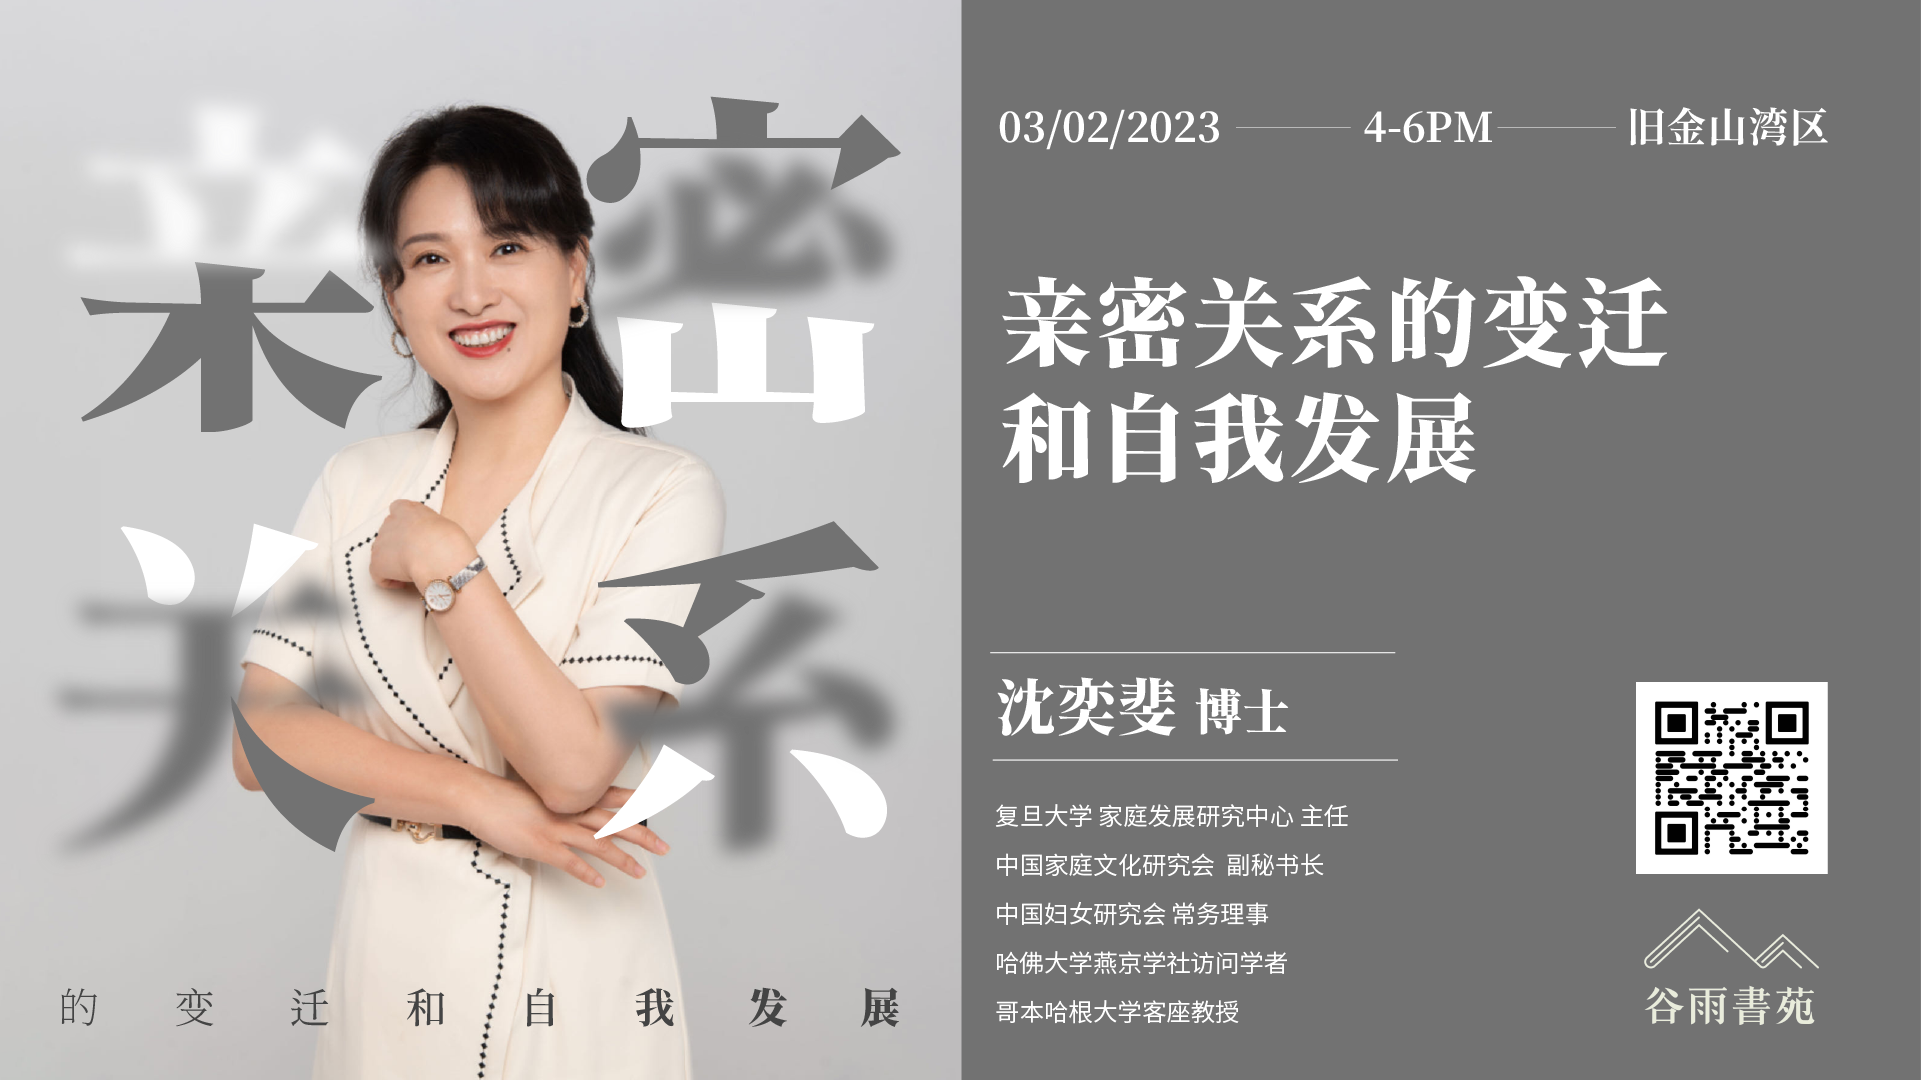 亲密
关系
的变迁和自我发展
03/02/2023 4-6PM 旧金山湾区
亲密关系的变迁
和自我发展
沈奕斐 博士
复旦大学 家庭发展研究中心 主任
中国家庭文化研究会 副秘书长
中国妇女研究会 常务理事
哈佛大学燕京学社访问学者
哥本哈根大学客座教授
谷雨書苑